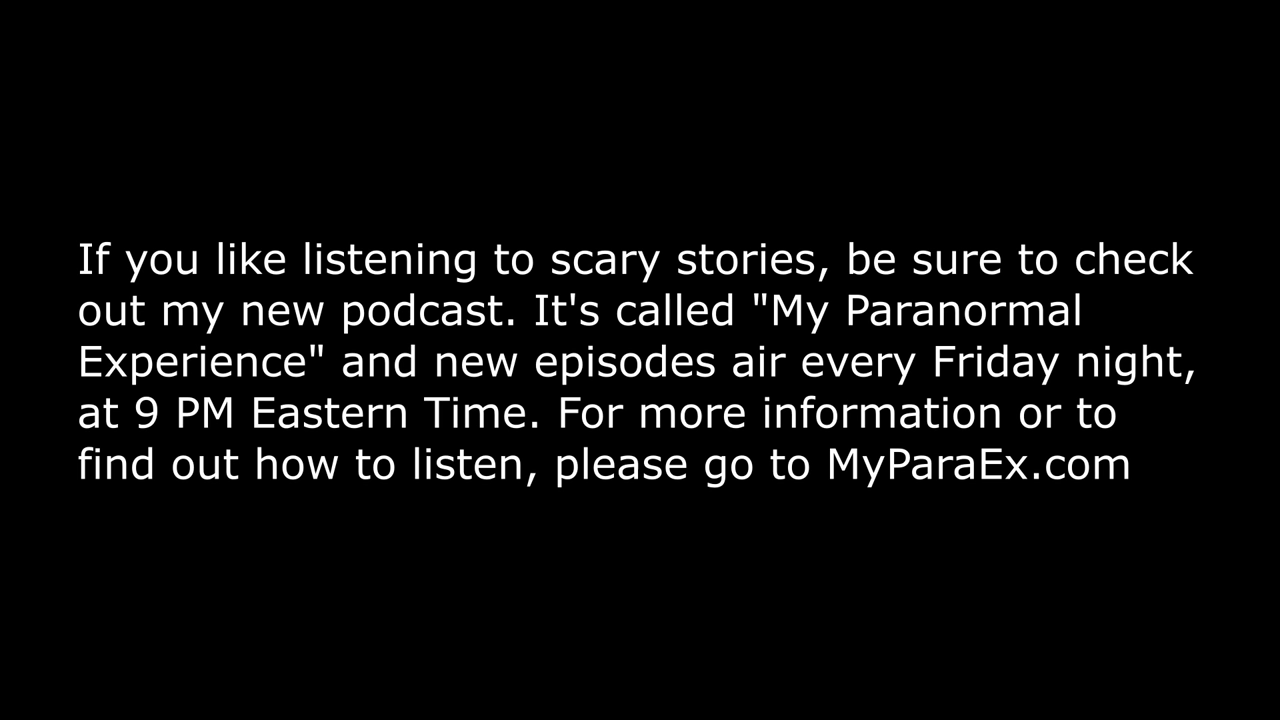 If you like listening to scary stories, be sure to check
out my new podcast. It's called "My Paranormal
Experience" and new episodes air every Friday night,
at 9 PM Eastern Time. For more information or to
find out how to listen, please go to MyParaEx.com